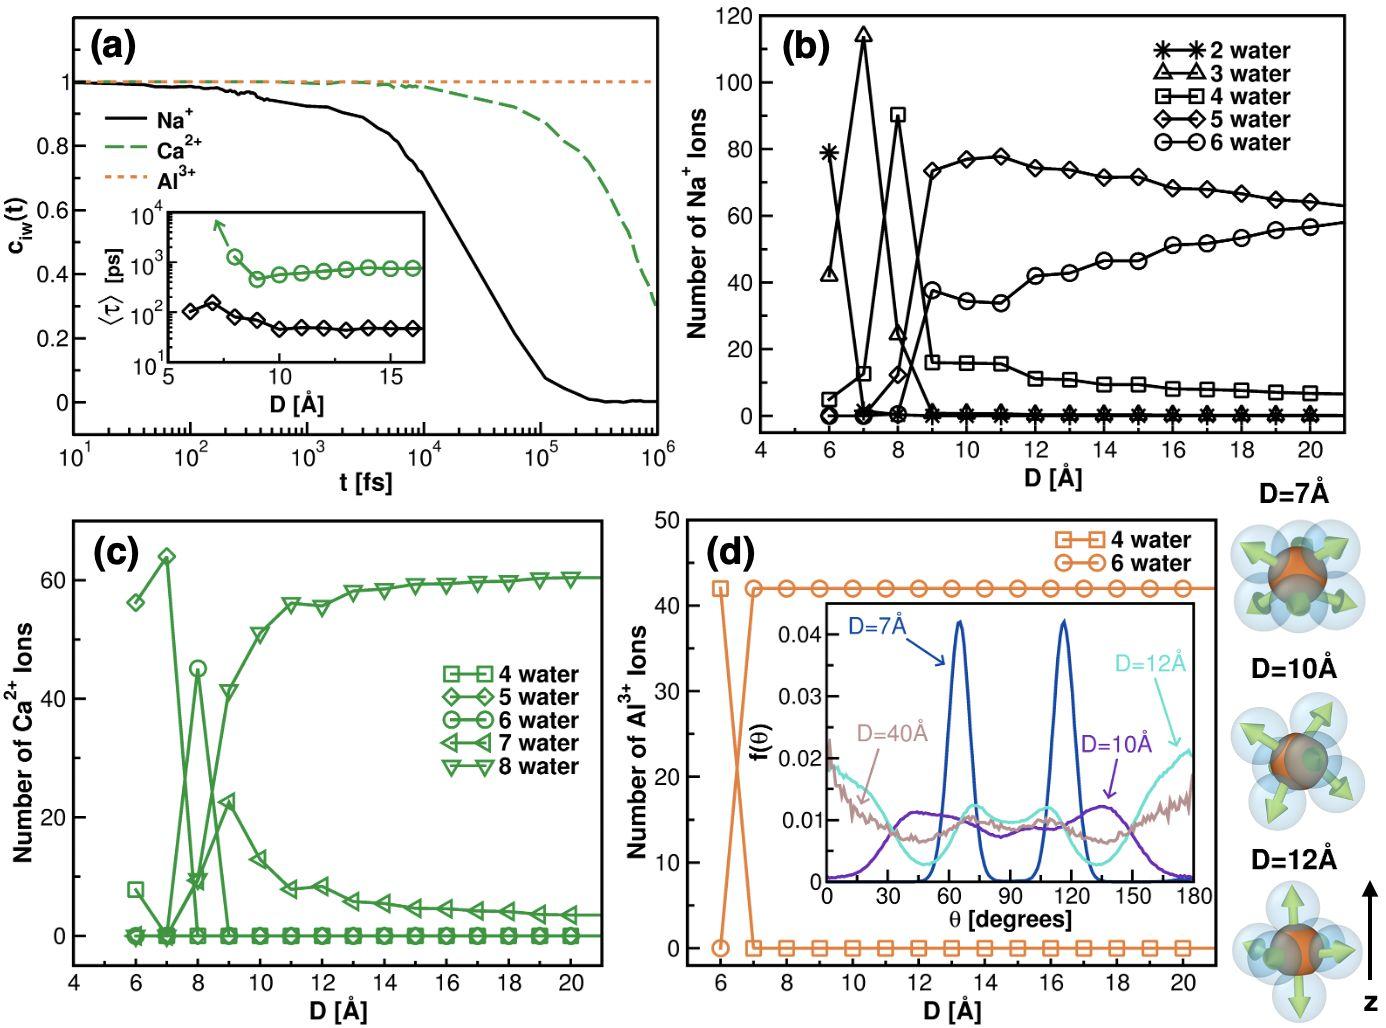 (a)
1
0.8
0.6
0.4
0.2
0
c_iw(t)
Na⁺
Ca²⁺
Al³⁺
10⁴
10³
10²
10¹
⟨τ⟩ [ps]
5 10 15
D [Å]
10¹ 10² 10³ 10⁴ 10⁵ 10⁶
t [fs]
(b)
120
100
80
60
40
20
0
Number of Na⁺ Ions
2 water
3 water
4 water
5 water
6 water
4 6 8 10 12 14 16 18 20
D [Å]
(c)
60
40
20
0
Number of Ca²⁺ Ions
4 water
5 water
6 water
7 water
8 water
4 6 8 10 12 14 16 18 20
D [Å]
(d)
50
40
30
20
10
0
Number of Al³⁺ Ions
4 water
6 water
0.04
0.03
0.02
0.01
0
f(θ)
D=7Å
D=12Å
D=40Å
D=10Å
0 30 60 90 120 150 180
θ [degrees]
6 8 10 12 14 16 18 20
D [Å]
D=7Å
D=10Å
D=12Å
z